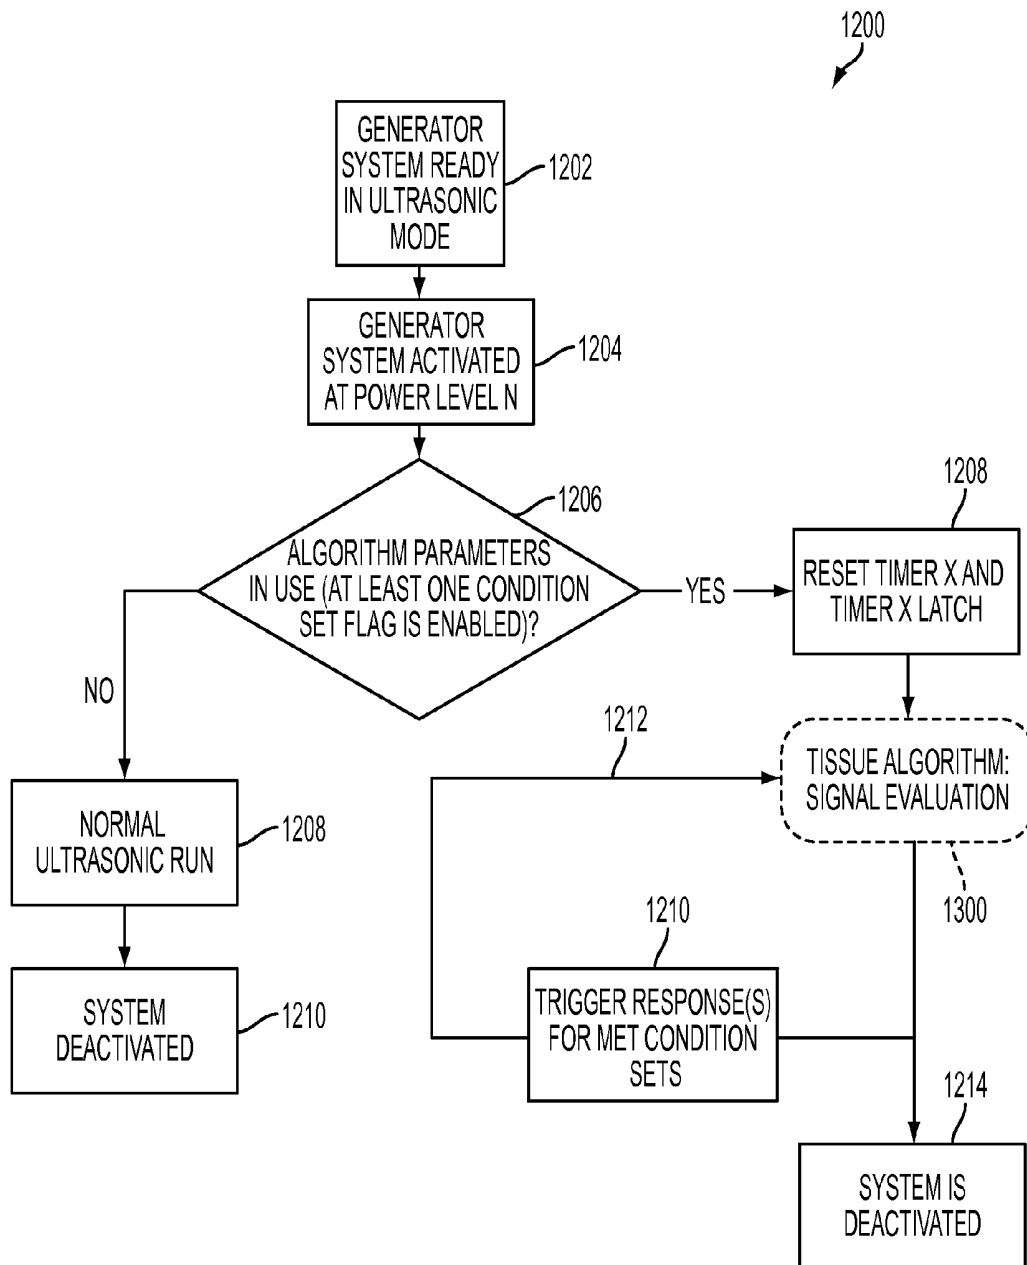 1200
GENERATOR
SYSTEM READY
IN ULTRASONIC
MODE
1202
GENERATOR
SYSTEM ACTIVATED
AT POWER LEVEL N
1204
1206
ALGORITHM PARAMETERS
IN USE (AT LEAST ONE CONDITION
SET FLAG IS ENABLED)?
YES
1208
RESET TIMER X AND
TIMER X LATCH
NO
1212
TISSUE ALGORITHM:
SIGNAL EVALUATION
1300
NORMAL
ULTRASONIC RUN
1208
1210
TRIGGER RESPONSE(S)
FOR MET CONDITION
SETS
SYSTEM
DEACTIVATED
1210
1214
SYSTEM IS
DEACTIVATED